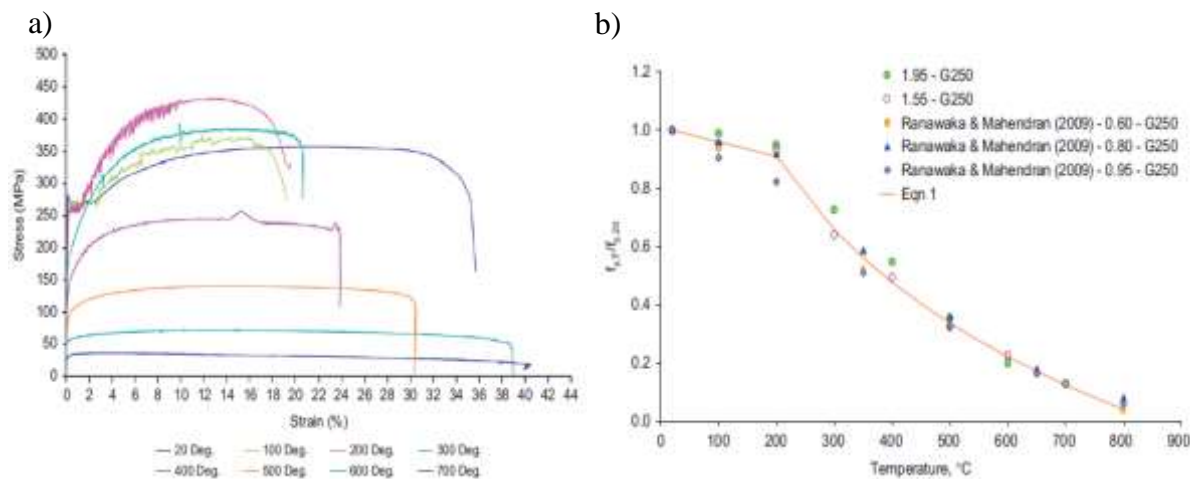 a)
500
450
400
350
300
250
200
150
100
50
0
Stress (MPa)
0 2 4 6 8 10 12 14 16 18 20 22 24 26 28 30 32 34 36 38 40 42 44
Strain (%)
20 Deg. 100 Deg. 200 Deg. 300 Deg.
400 Deg. 500 Deg. 600 Deg. 700 Deg.
b)
1.2
1.0
0.8
0.6
0.4
0.2
0.0
fy,T/fy,20
1.95 - G250
1.55 - G250
Ranawaka & Mahendran (2009) - 0.60 - G250
Ranawaka & Mahendran (2009) - 0.80 - G250
Ranawaka & Mahendran (2009) - 0.95 - G250
Eqn 1
0 100 200 300 400 500 600 700 800 900
Temperature, °C